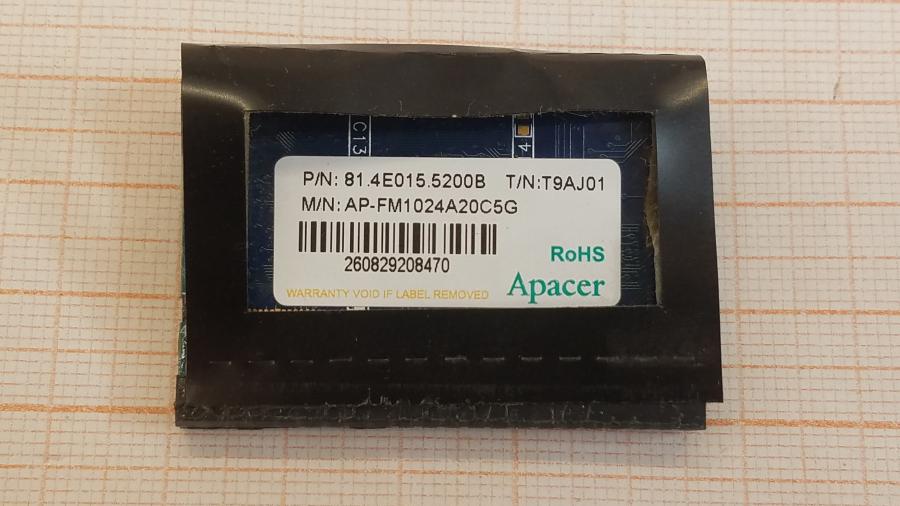 C13
4
P/N: 81.4E015.5200B T/N:T9AJ01
M/N: AP-FM1024A20C5G
260829208470
RoHS
WARRANTY VOID IF LABEL REMOVED
Apacer